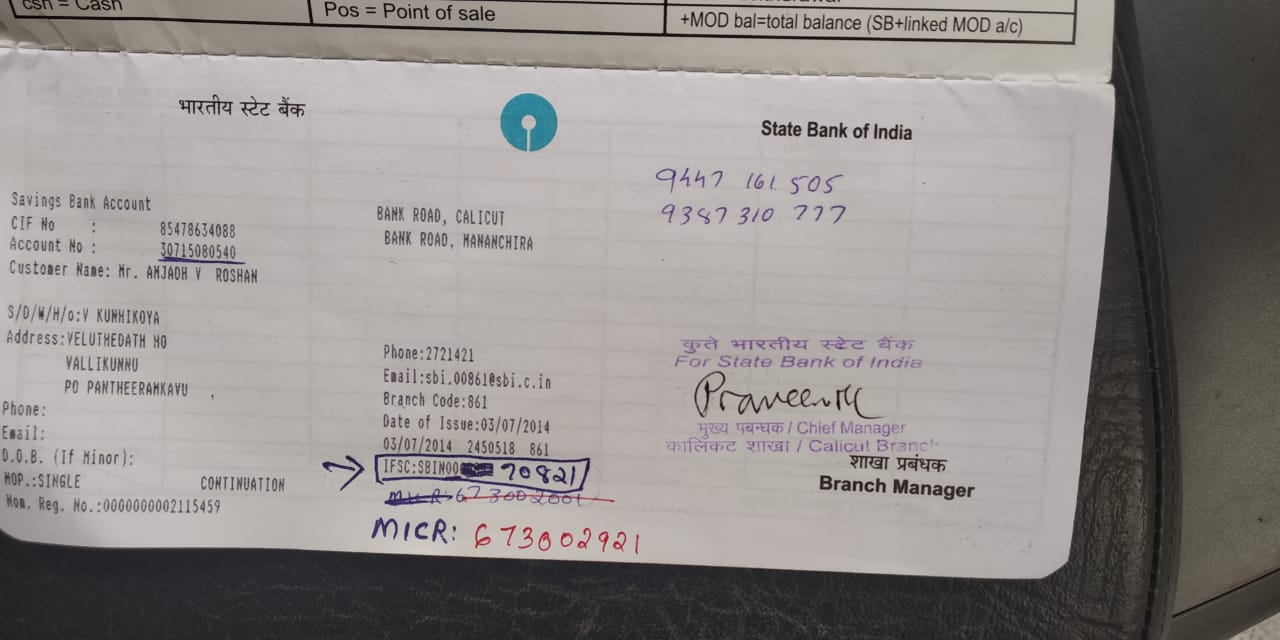 csh = Cash
Pos = Point of sale
+MOD bal=total balance (SB+linked MOD a/c)
भारतीय स्टेट बैंक
State Bank of India
9447 161 505
9387 310 777
Savings Bank Account
CIF No : 85478634088
Account No : 30715080540
Customer Name: Mr. AMJADH V ROSHAN
BANK ROAD, CALICUT
BANK ROAD, MANANCHIRA
S/D/W/H/o:V KUNHIKOYA
Address:VELUTHEDATH HO
VALLIKUNNU
PO PANTHEERAMKAVU ,
Phone:
Email:
D.O.B. (If Minor):
MOP.:SINGLE CONTINUATION
Nom. Reg. No.:0000000002115459
Phone:2721421
Email:sbi.00861@sbi.c.in
Branch Code:861
Date of Issue:03/07/2014
03/07/2014 2450518 861
IFSC:SBIN00 70821
MICR: 673002001
MICR: 673002921
कुते भारतीय स्टेट बैंक
For State Bank of India
Praveen
मुख्य पबन्धक / Chief Manager
कालिकट शाखा / Calicut Branch
शाखा प्रबंधक
Branch Manager